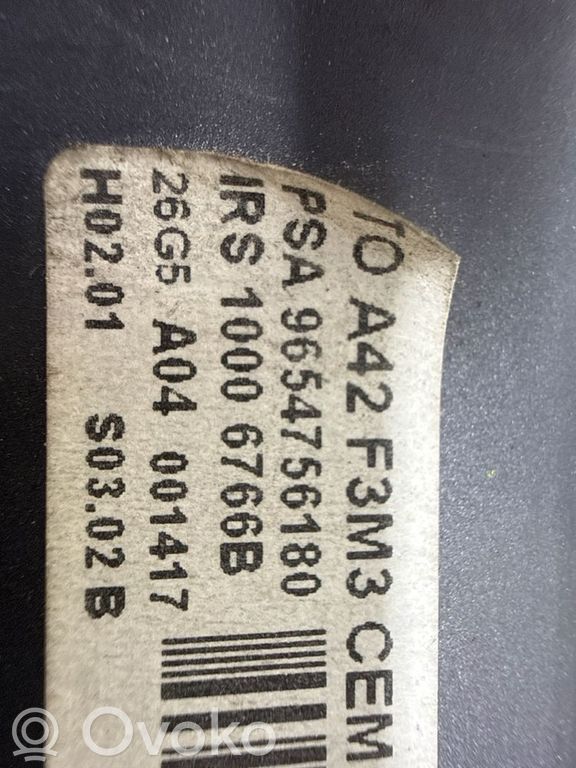 TO A42 F3M3 CEM
PSA 9654756180
IRS 1000 6766B
26G5 A04 001417
H02.01 S03.02 B
Ovoko